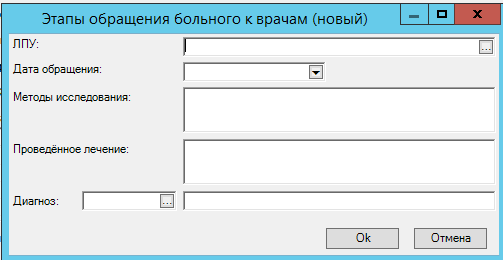 Этапы обращения больного к врачам (новый)
ЛПУ:
Дата обращения:
Методы исследования:
Проведённое лечение:
Диагноз:
Ok Отмена